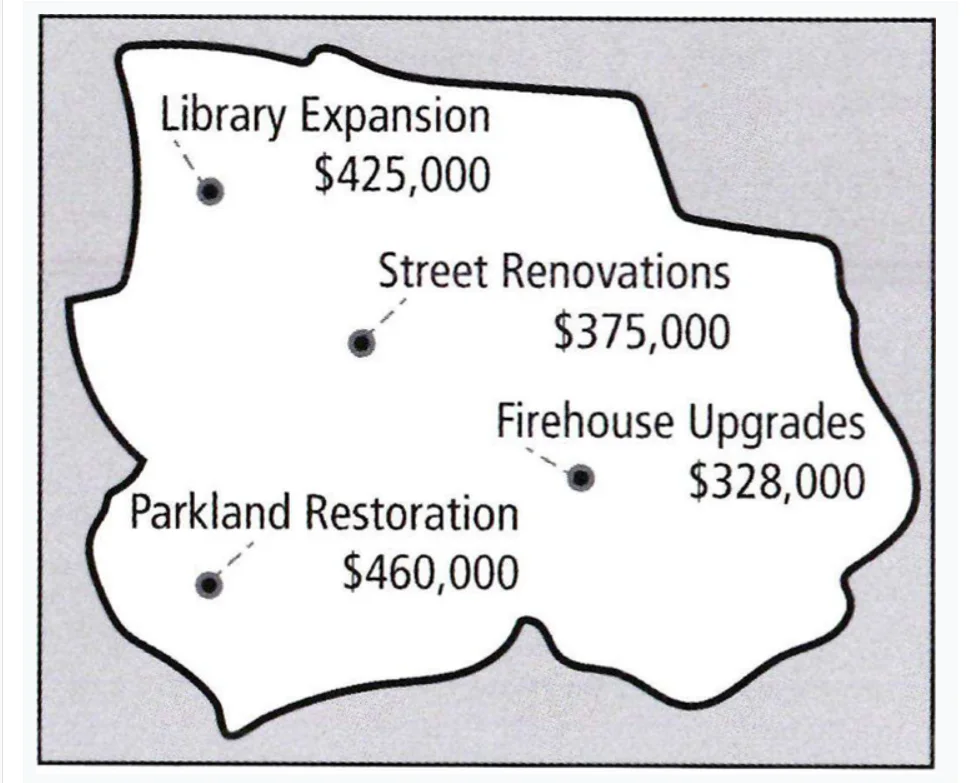 Library Expansion
$425,000
Street Renovations
$375,000
Firehouse Upgrades
$328,000
Parkland Restoration
$460,000